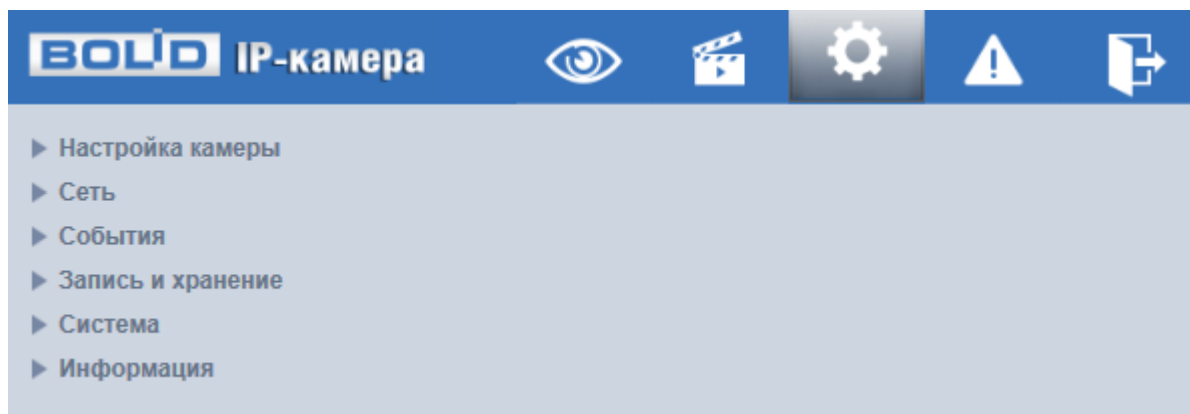 BOLID IP-камера
Настройка камеры
Сеть
События
Запись и хранение
Система
Информация